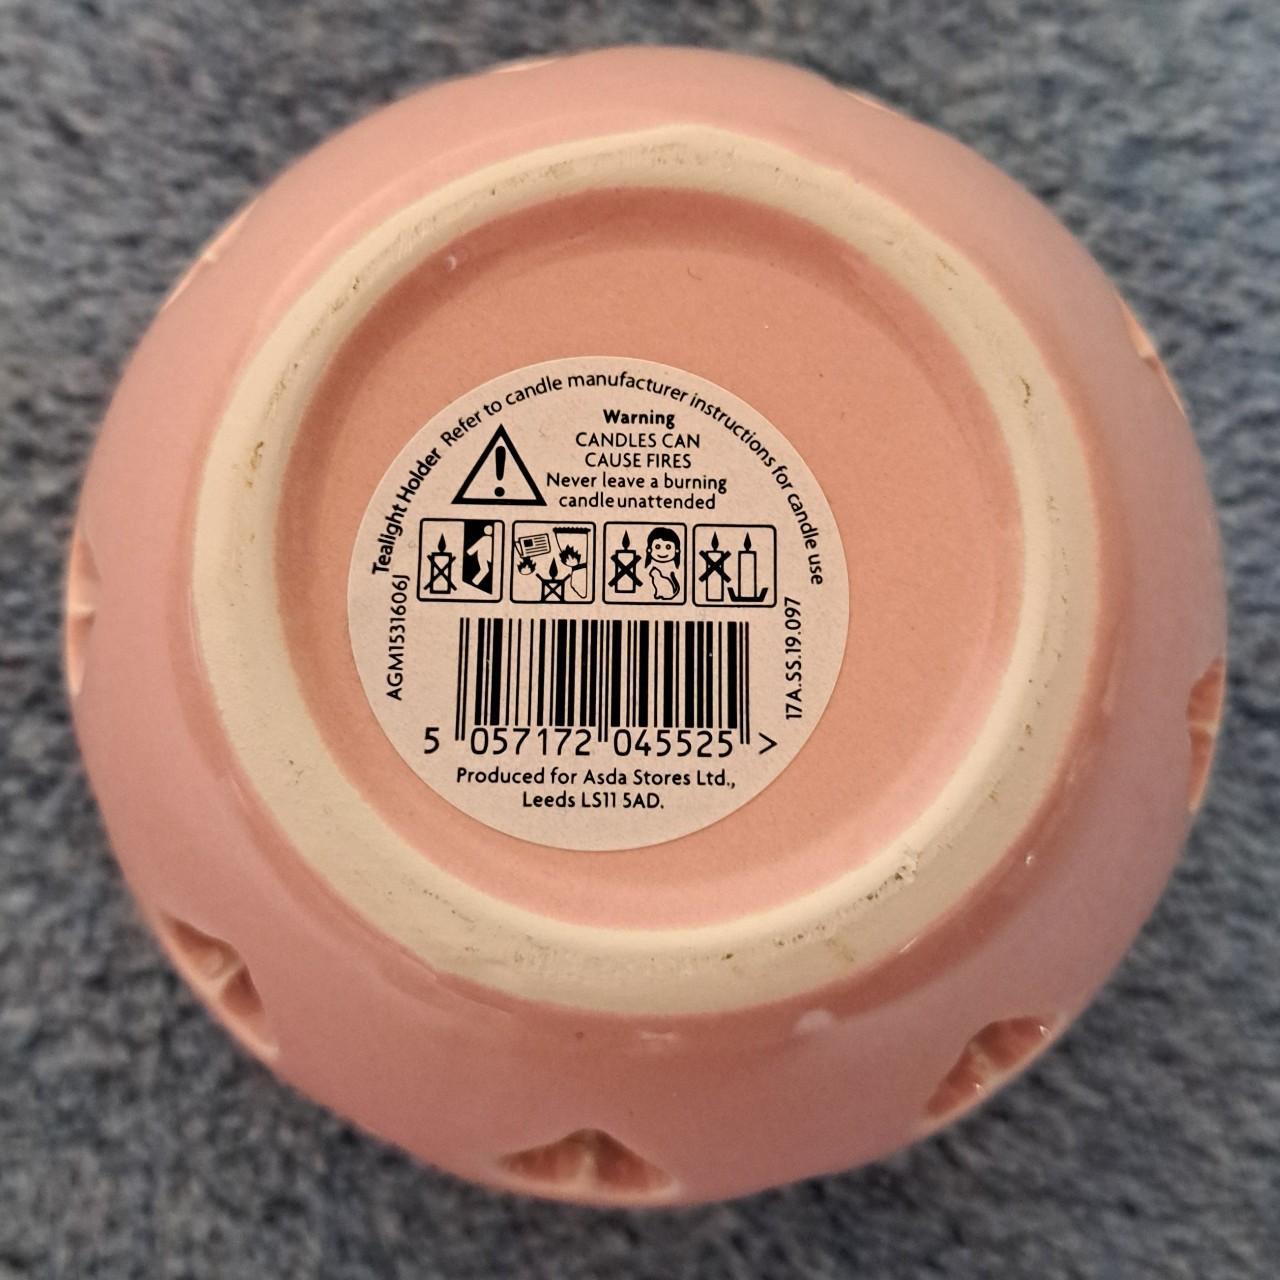 Tealight Holder Refer to candle manufacturer instructions for candle use
Warning
CANDLES CAN
CAUSE FIRES
Never leave a burning
candle unattended
AGM1531606J
17A.SS.19.097
5 057172 045525 >
Produced for Asda Stores Ltd.,
Leeds LS11 5AD.